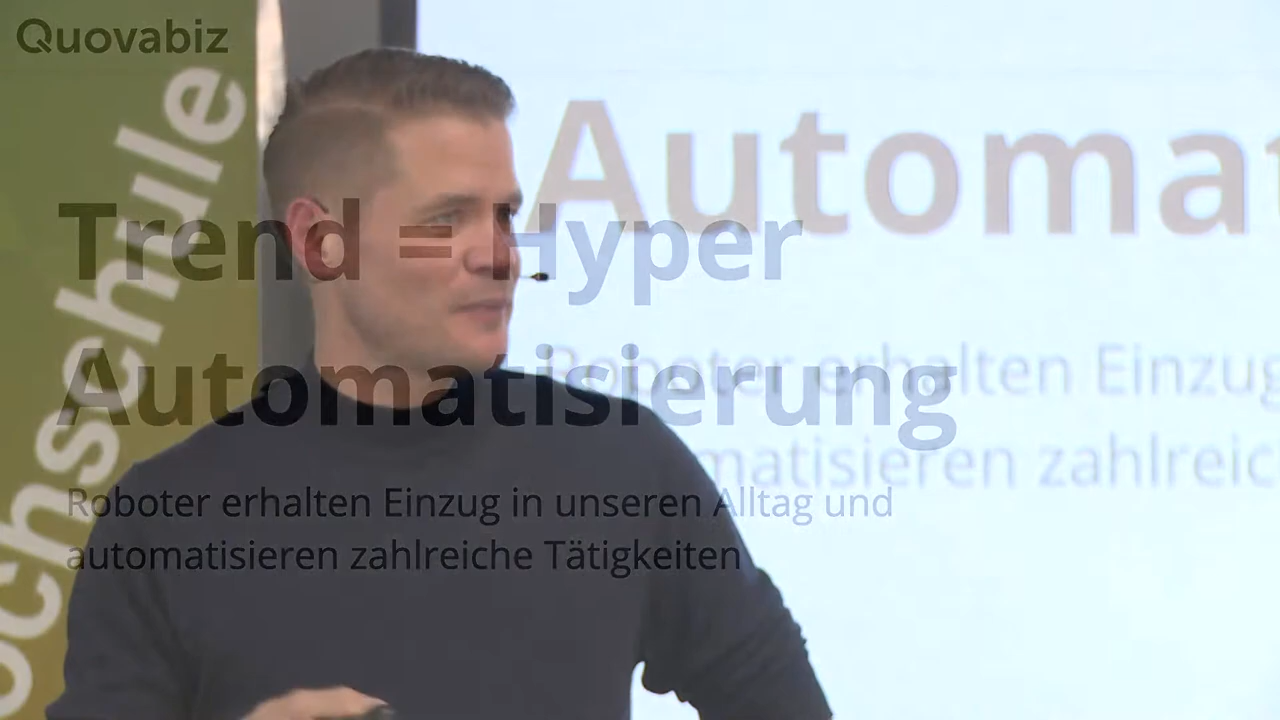 Quovabiz
ochschule
Automat
Trend = Hyper
Automatisierung
Roboter erhalten Einzug
matisieren zahlreic
Roboter erhalten Einzug in unseren Alltag und
automatisieren zahlreiche Tätigkeiten